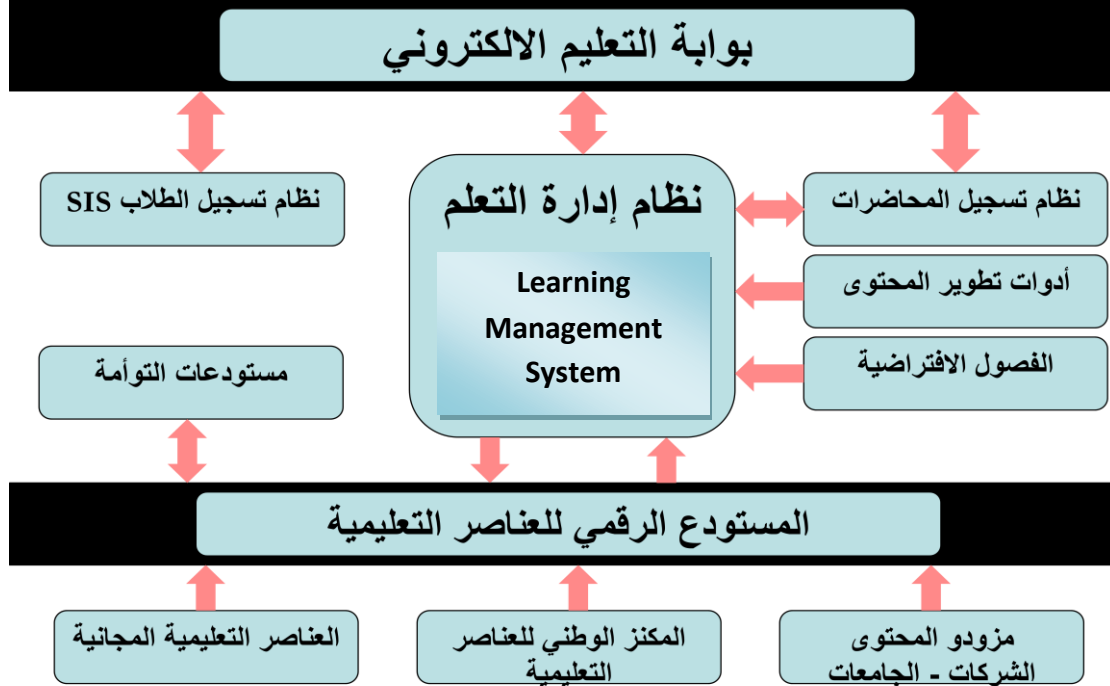 بوابة التعليم الالكتروني
نظام إدارة التعلم
Learning
Management
System
نظام تسجيل المحاضرات
أدوات تطوير المحتوى
الفصول الافتراضية
نظام تسجيل الطلاب SIS
مستودعات التوأمة
المستودع الرقمي للعناصر التعليمية
مزودو المحتوى
الشركات - الجامعات
المكنز الوطني للعناصر
التعليمية
العناصر التعليمية المجانية